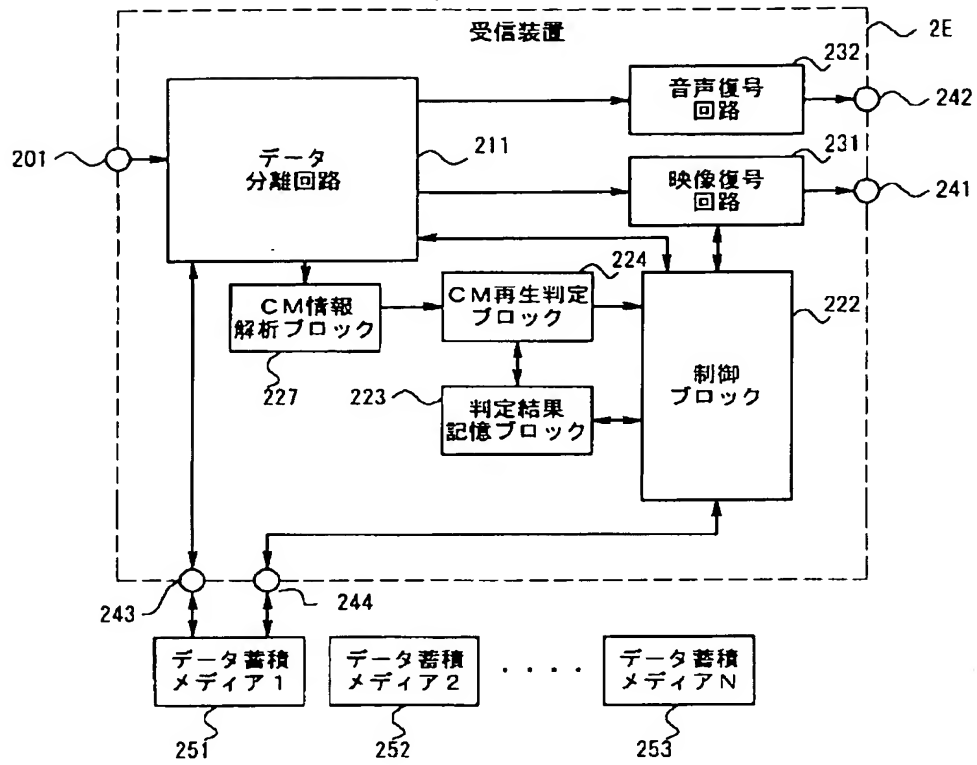 受信装置
2E
232
音声復号
回路
242
201
データ
分離回路
211
231
映像復号
回路
241
224
CM情報
解析ブロック
CM再生判定
ブロック
222
制御
ブロック
227
223
判定結果
記憶ブロック
243
244
データ蓄積
メディア1
データ蓄積
メディア2
・・・・
データ蓄積
メディアN
251
252
253